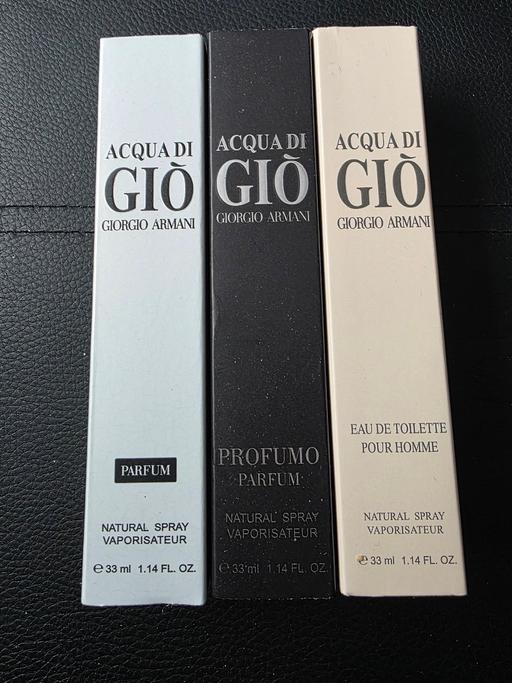 ACQUA DI
GIÒ
GIORGIO ARMANI
PARFUM
NATURAL SPRAY
VAPORISATEUR
℮ 33 ml 1.14 FL. OZ.
ACQUA DI
GIÒ
GIORGIO ARMANI
PROFUMO
PARFUM
NATURAL SPRAY
VAPORISATEUR
℮ 33 ml 1.14 FL. OZ.
ACQUA DI
GIÒ
GIORGIO ARMANI
EAU DE TOILETTE
POUR HOMME
NATURAL SPRAY
VAPORISATEUR
℮ 33 ml 1.14 FL. OZ.